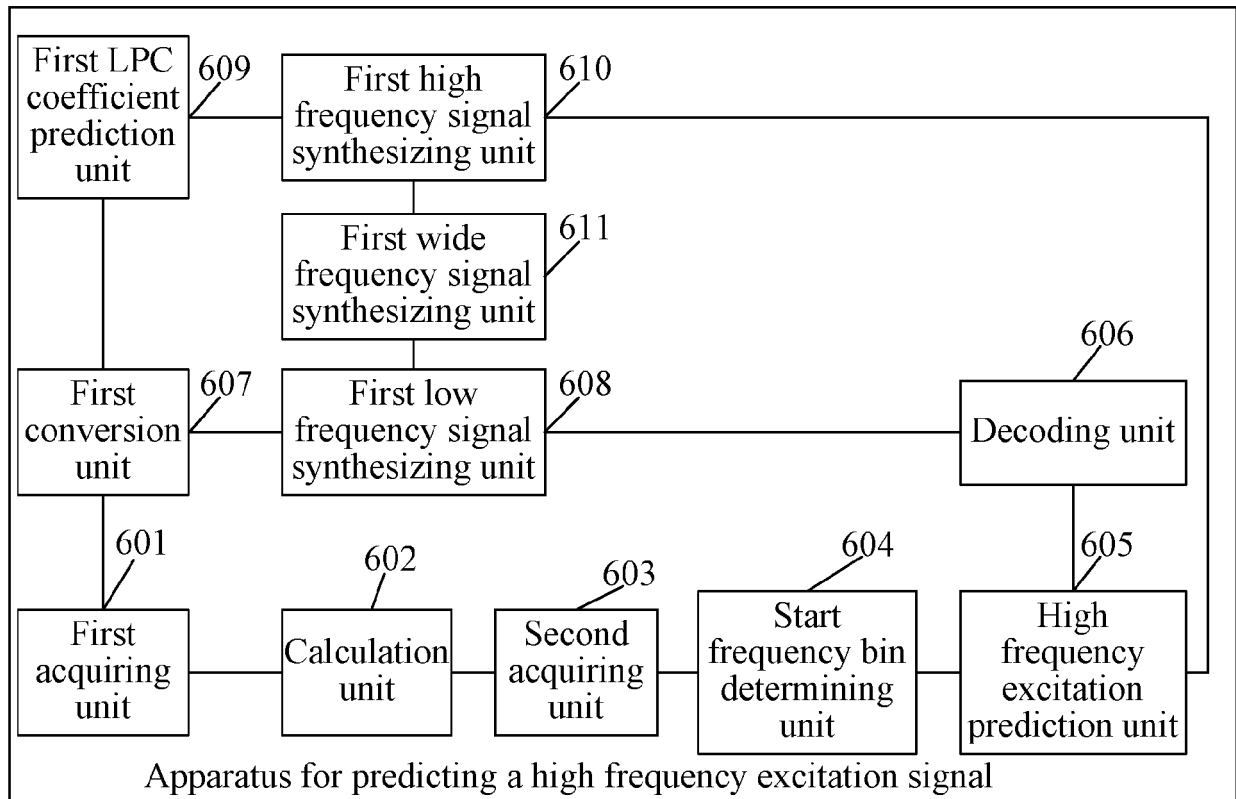 First LPC
coefficient
prediction
unit
609
First high
frequency signal
synthesizing unit
610
First wide
frequency signal
synthesizing unit
611
First
conversion
unit
607
First low
frequency signal
synthesizing unit
608
606
Decoding unit
601
First
acquiring
unit
602
Calculation
unit
603
Second
acquiring
unit
604
Start
frequency bin
determining
unit
605
High
frequency
excitation
prediction unit
Apparatus for predicting a high frequency excitation signal